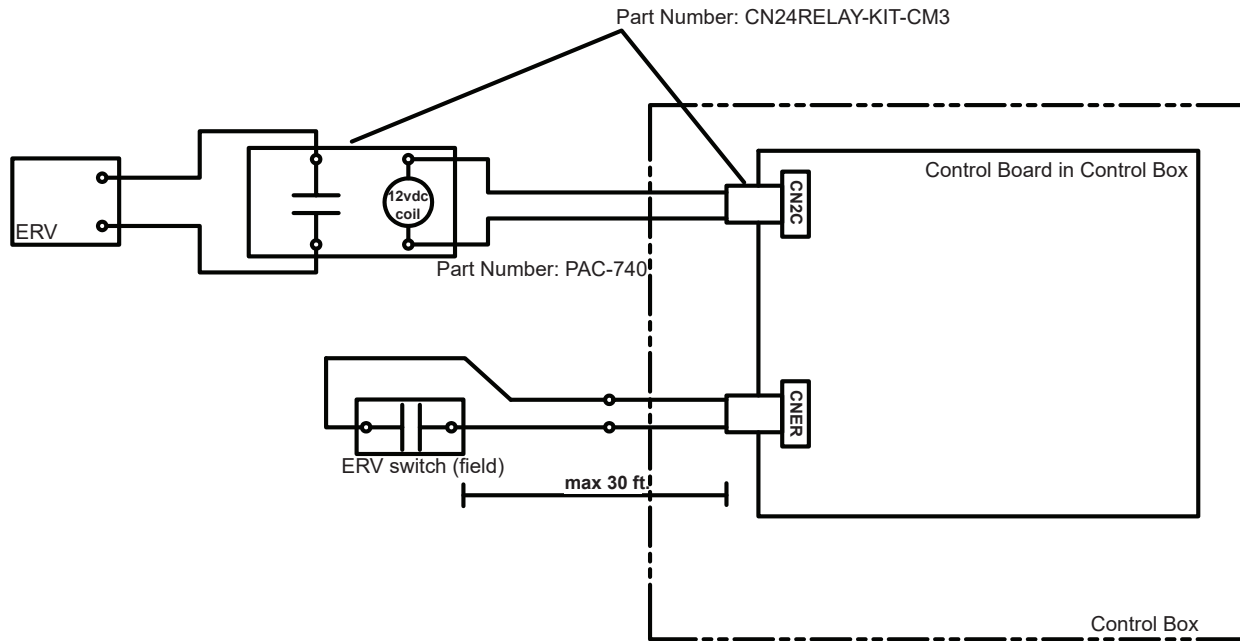 Part Number: CN24RELAY-KIT-CM3
Control Board in Control Box
CN2C
12vdc
coil
ERV
Part Number: PAC-740
CNER
ERV switch (field)
max 30 ft.
Control Box